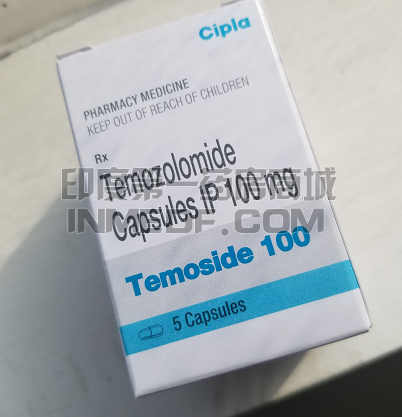 Cipla
PHARMACY MEDICINE
KEEP OUT OF REACH OF CHILDREN
Rx
Temozolomide
Capsules IP 100 mg
Temoside 100
5 Capsules